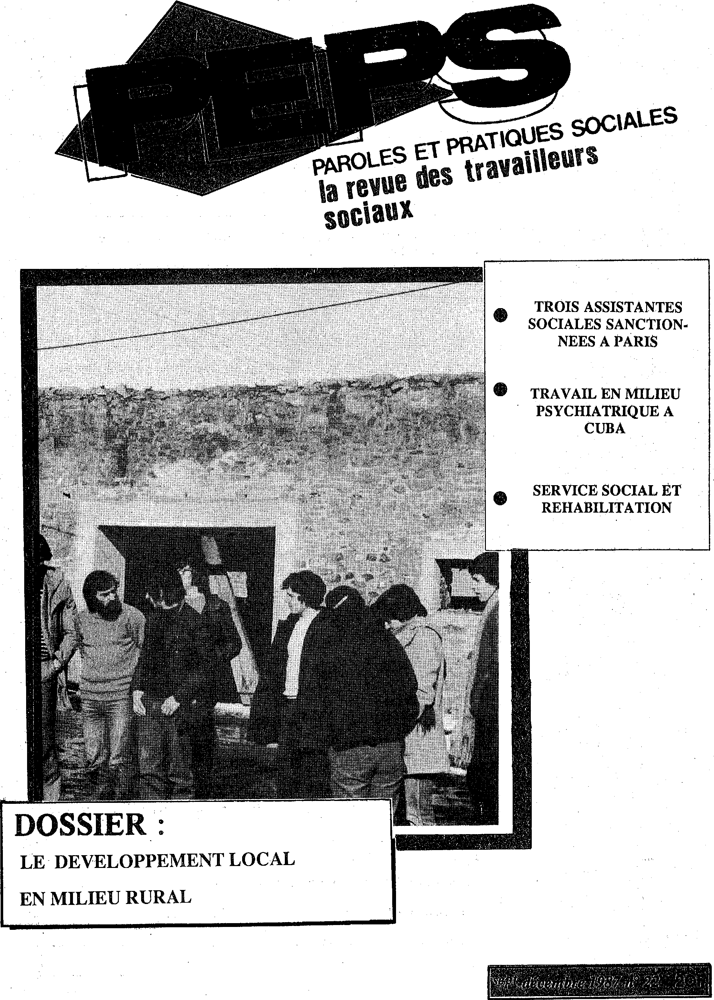 PEPS
PAROLES ET PRATIQUES SOCIALES
la revue des travailleurs
sociaux
TROIS ASSISTANTES
SOCIALES SANCTION-
NEES A PARIS
TRAVAIL EN MILIEU
PSYCHIATRIQUE A
CUBA
SERVICE SOCIAL ET
REHABILITATION
DOSSIER :
LE DEVELOPPEMENT LOCAL
EN MILIEU RURAL
sept-décembre 1987 n° 22 20F